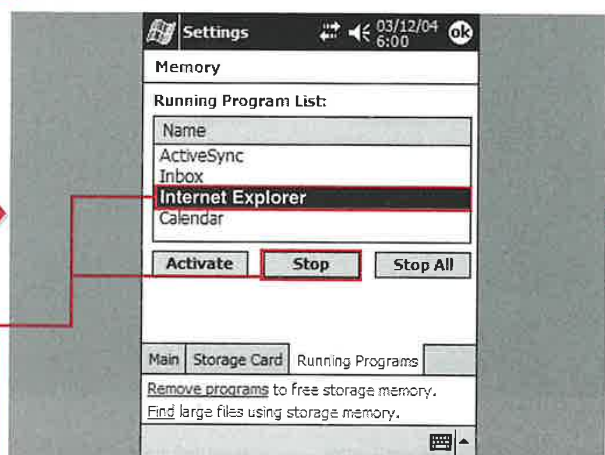 Settings 03/12/04
6:00 ok
Memory
Running Program List:
Name
ActiveSync
Inbox
Internet Explorer
Calendar
Activate Stop Stop All
Main Storage Card Running Programs
Remove programs to free storage memory.
Find large files using storage memory.